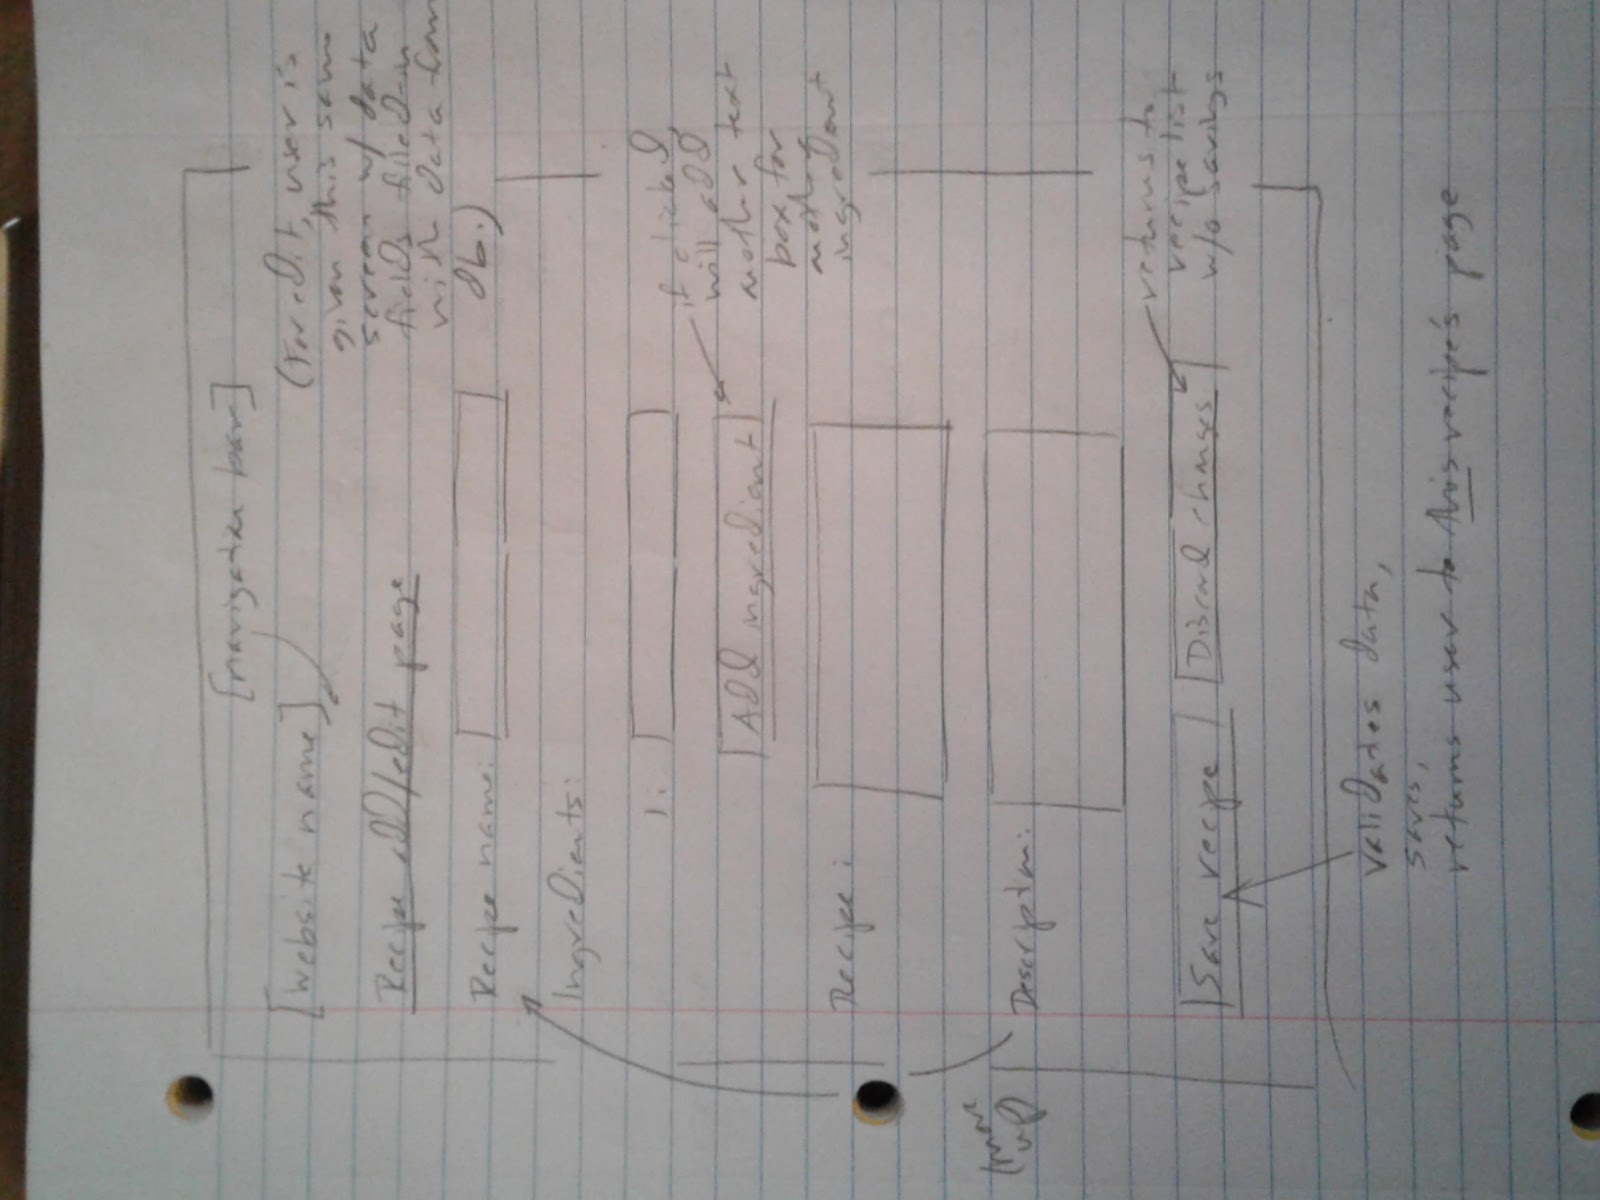 [navigation bar]
[Website name]
(For edit, user is
given this same
screen w/ data
fields filled-in
with data from
db.)
Recipe add/edit page
Recipe name:
Ingredients:
1:
if clicked,
will add
another text
box for
another
ingredient
Add ingredient
Recipe:
(move
up)
Description:
returns to
recipe list
w/o savings
Save recipe Discard changes
validates data,
saves,
returns user to this recipe's page